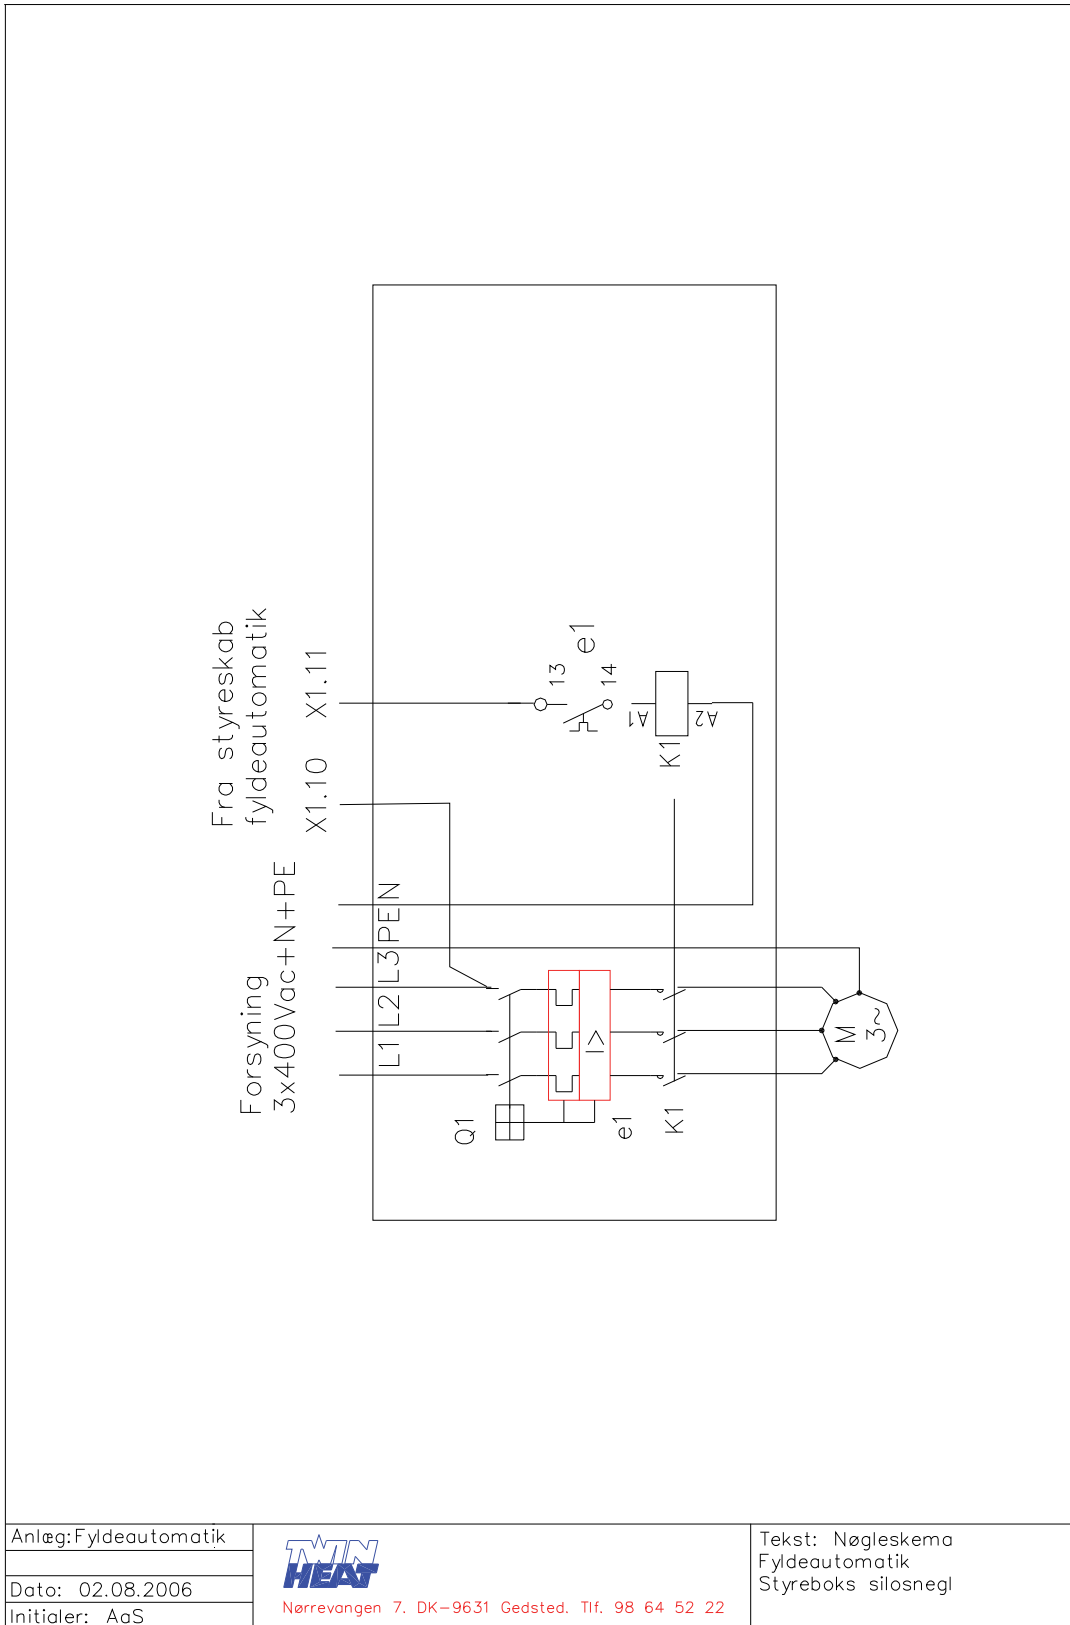 Fra styreskab
fyldeautomatik
X1.10 X1.11
Forsyning
3x400Vac+N+PE
L1 L2 L3 PE N
13
14
e1
A1
A2
K1
Q1
I>
e1
K1
M
3~
Anlæg: Fyldeautomatik
Dato: 02.08.2006
Initialer: AaS
TWIN
HEAT
Nørrevangen 7. DK-9631 Gedsted. Tlf. 98 64 52 22
Tekst: Nøgleskema
Fyldeautomatik
Styreboks silosnegl